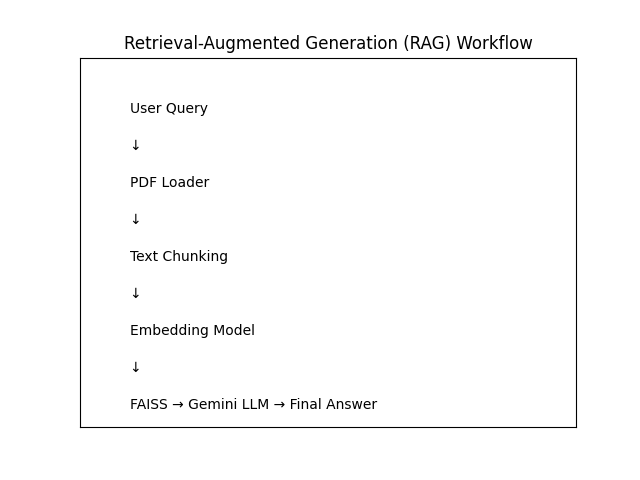 Retrieval-Augmented Generation (RAG) Workflow
User Query
↓
PDF Loader
↓
Text Chunking
↓
Embedding Model
↓
FAISS → Gemini LLM → Final Answer